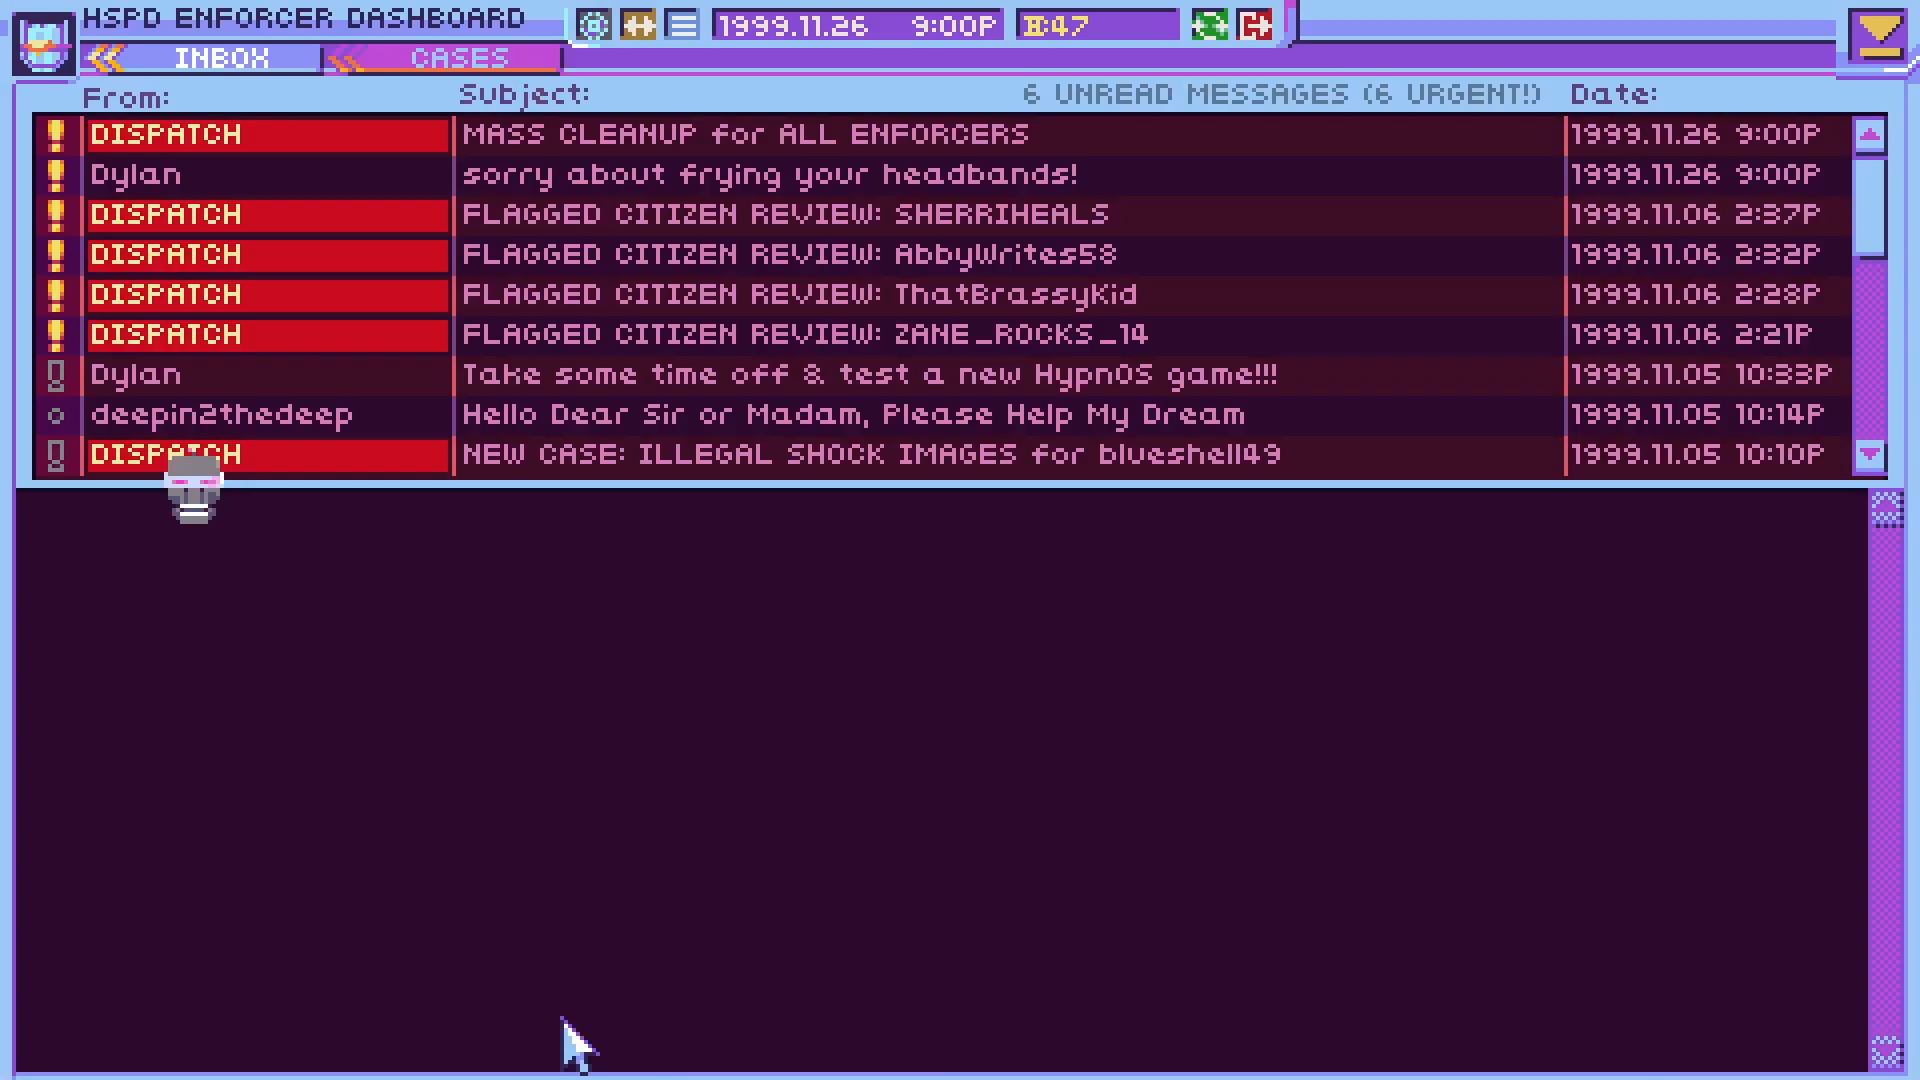 HSPD ENFORCER DASHBOARD
1999.11.26 9:00P
47
INBOX
CASES
From: Subject: 6 UNREAD MESSAGES (6 URGENT!) Date:
DISPATCH MASS CLEANUP for ALL ENFORCERS 1999.11.26 9:00P
Dylan sorry about frying your headbands! 1999.11.26 9:00P
DISPATCH FLAGGED CITIZEN REVIEW: SHERRIHEALS 1999.11.06 2:37P
DISPATCH FLAGGED CITIZEN REVIEW: AbbyWrites58 1999.11.06 2:32P
DISPATCH FLAGGED CITIZEN REVIEW: ThatBrassyKid 1999.11.06 2:28P
DISPATCH FLAGGED CITIZEN REVIEW: ZANE_ROCKS_14 1999.11.06 2:21P
Dylan Take some time off & test a new HypnOS game!!! 1999.11.05 10:33P
deepin2thedeep Hello Dear Sir or Madam, Please Help My Dream 1999.11.05 10:14P
DISPATCH NEW CASE: ILLEGAL SHOCK IMAGES for blueshell49 1999.11.05 10:10P